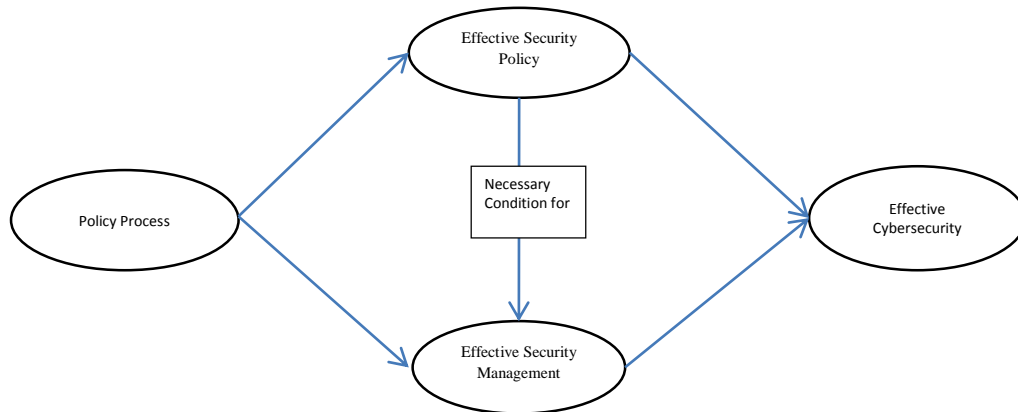 Effective Security
Policy
Necessary
Condition for
Policy Process
Effective
Cybersecurity
Effective Security
Management